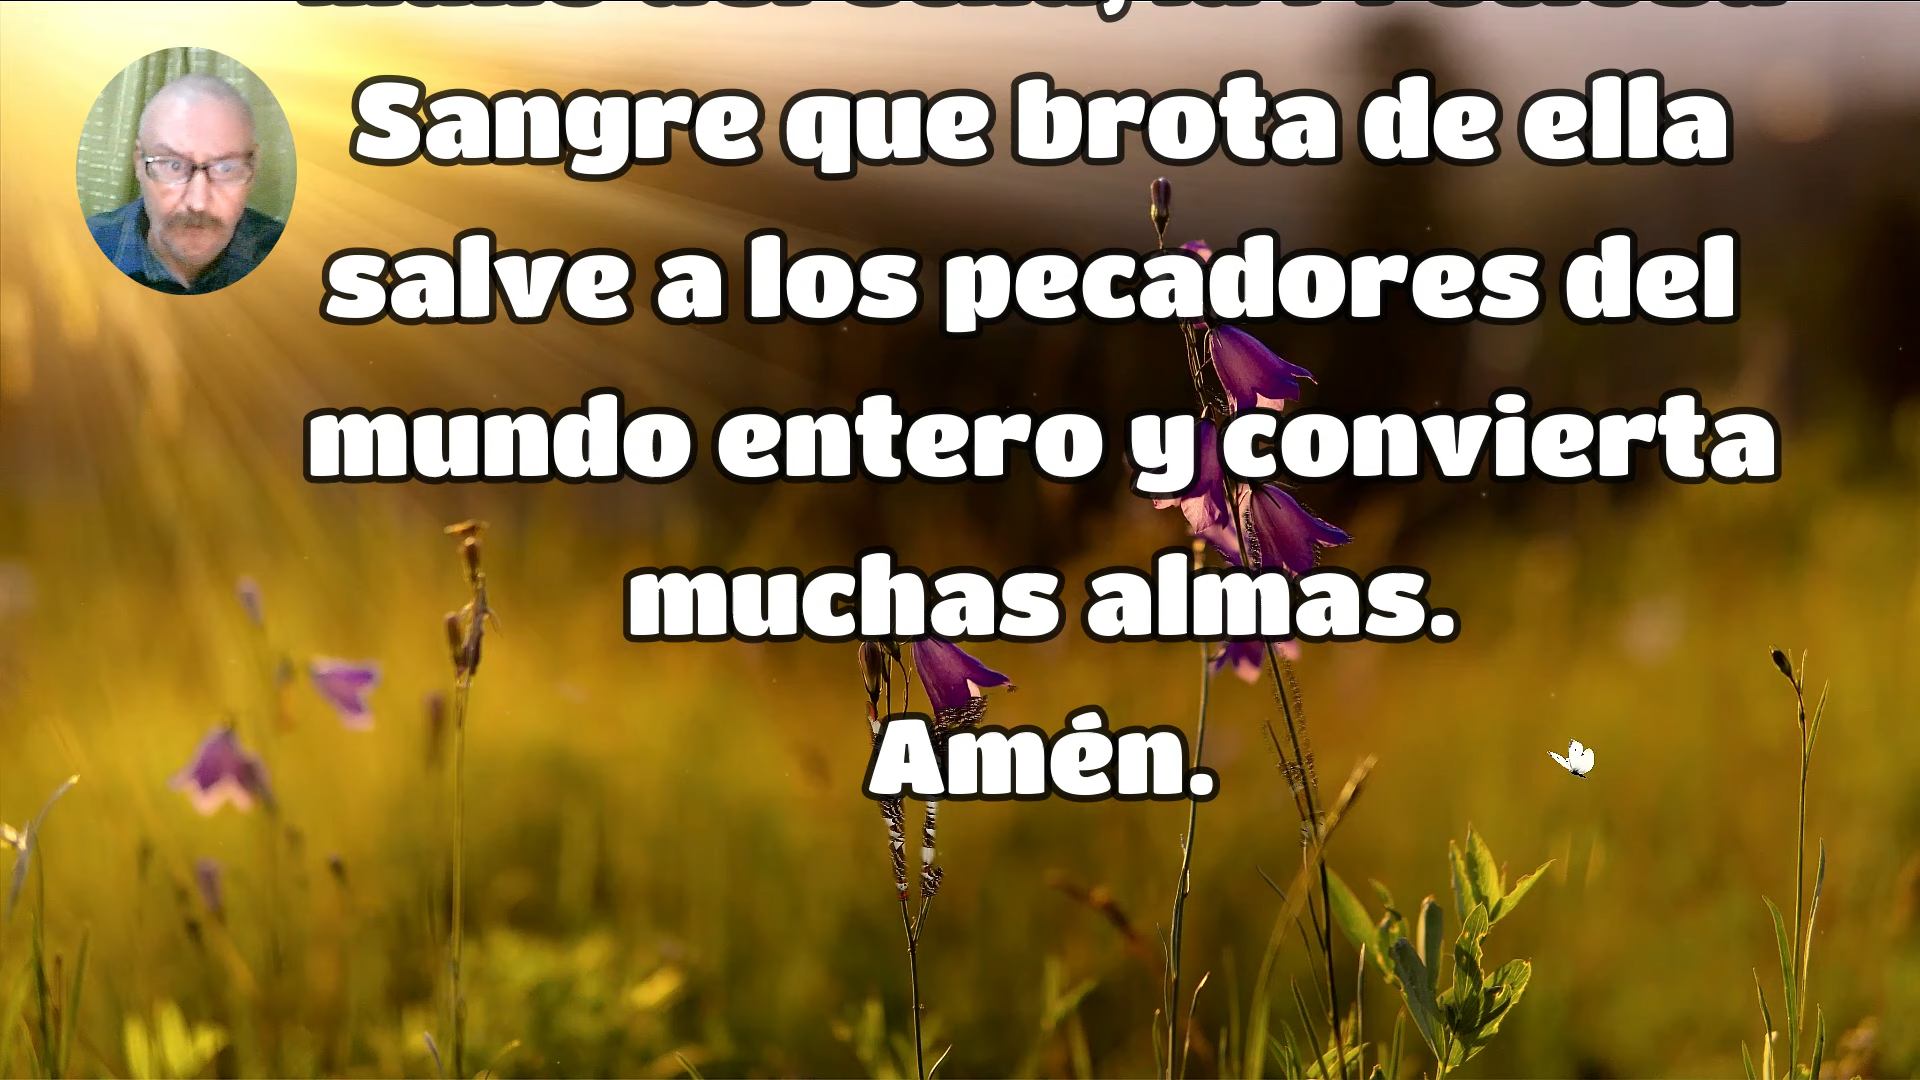 Sangre que brota de ella
salve a los pecadores del
mundo entero y convierta
muchas almas.
Amén.